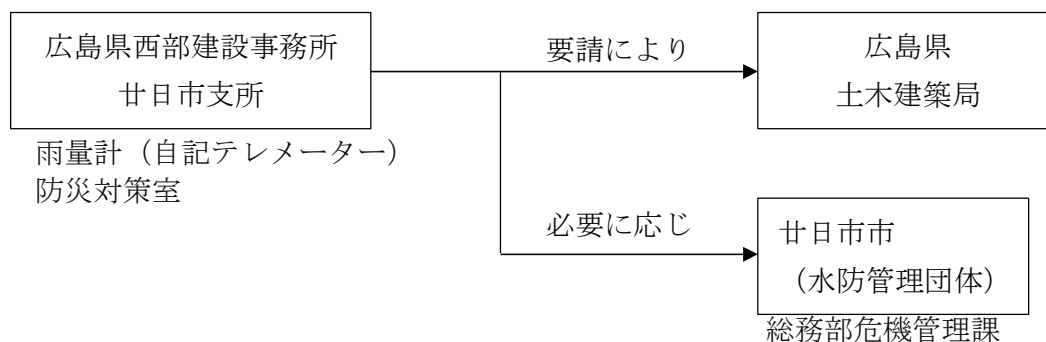 広島県西部建設事務所
廿日市支所
雨量計（自記テレメーター）
防災対策室
要請により
広島県
土木建築局
必要に応じ
廿日市市
（水防管理団体）
総務部危機管理課